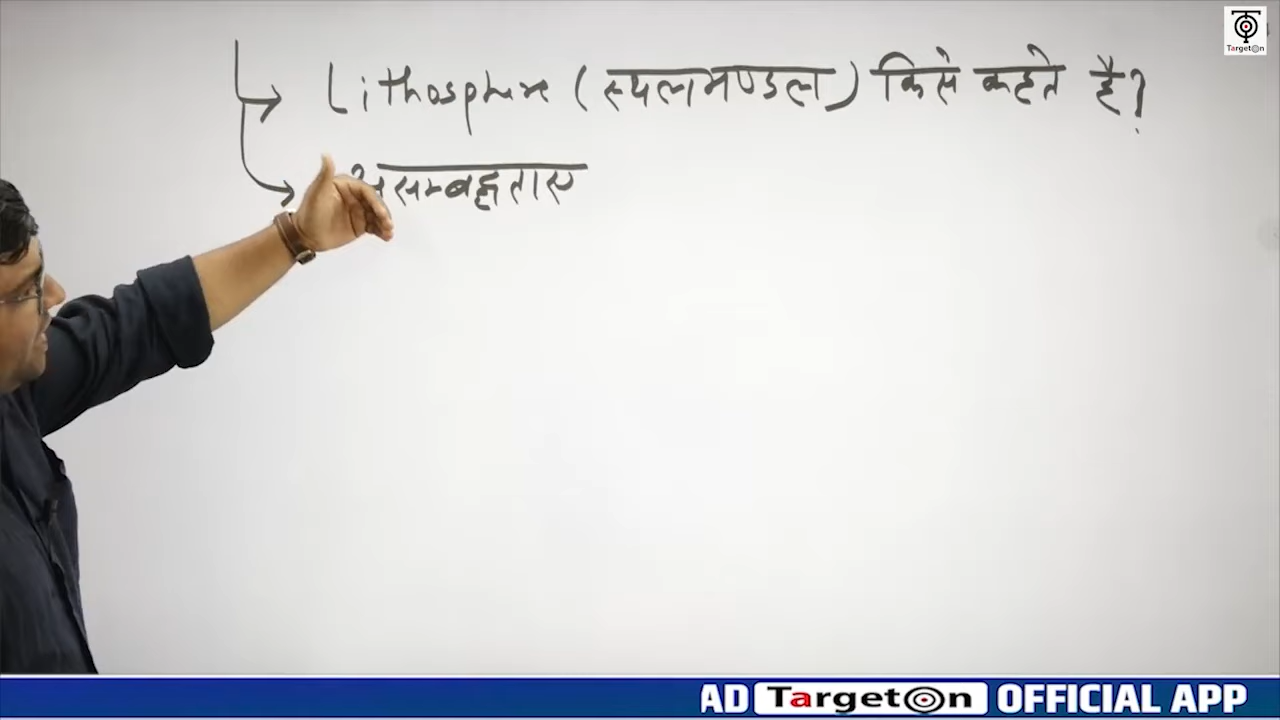 Lithosphere (स्थलमण्डल) किसे कहते है?
असम्बद्धतास
TargetOn
AD TargetOn OFFICIAL APP